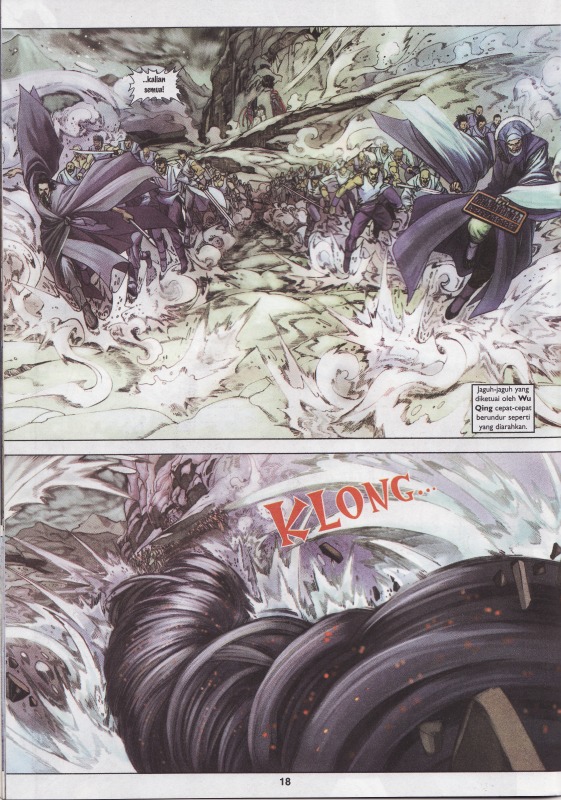 ..kalian
semua!
Jaguh-jaguh yang
diketuai oleh Wu
Qing cepat-cepat
berundur seperti
yang diarahkan.
KLONG...
18